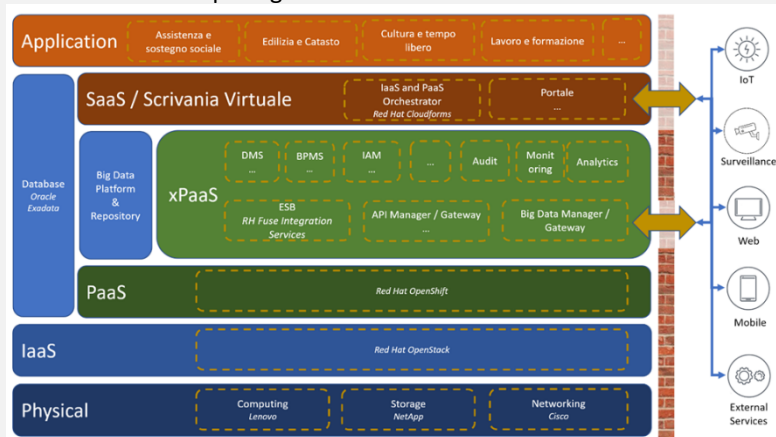 Application
Assistenza e
sostegno sociale
Edilizia e Catasto
Cultura e tempo
libero
Lavoro e formazione
...
SaaS / Scrivania Virtuale
IaaS and PaaS
Orchestrator
Red Hat Cloudforms
Portale
...
Database
Oracle
Exadata
Big Data
Platform
&
Repository
xPaaS
DMS
...
BPMS
...
IAM
...
...
Audit
Monit
oring
Analytics
ESB
RH Fuse Integration
Services
API Manager / Gateway
...
Big Data Manager /
Gateway
PaaS
Red Hat OpenShift
IaaS
Red Hat OpenStack
Physical
Computing
Lenovo
Storage
NetApp
Networking
Cisco
IoT
Surveillance
Web
Mobile
External
Services